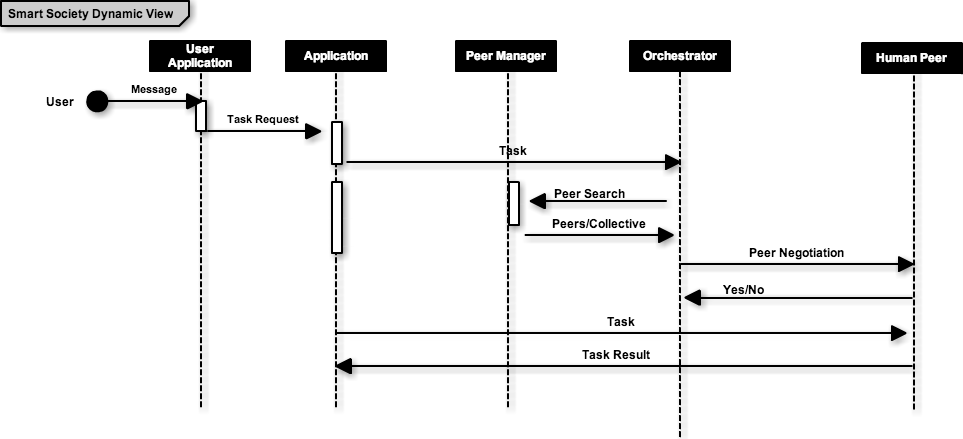 Smart Society Dynamic View
User
Application
Application
Peer Manager
Orchestrator
Human Peer
User
Message
Task Request
Task
Peer Search
Peers/Collective
Peer Negotiation
Yes/No
Task
Task Result